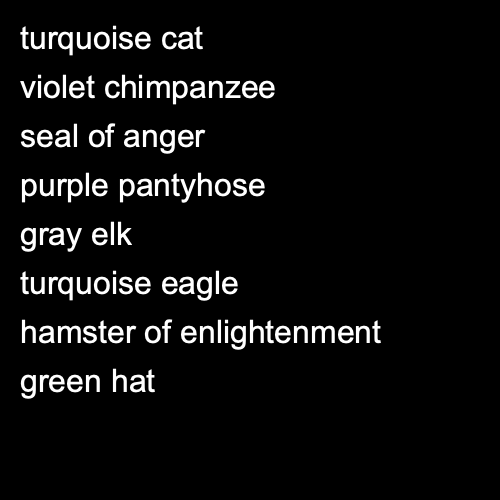 turquoise cat
violet chimpanzee
seal of anger
purple pantyhose
gray elk
turquoise eagle
hamster of enlightenment
green hat